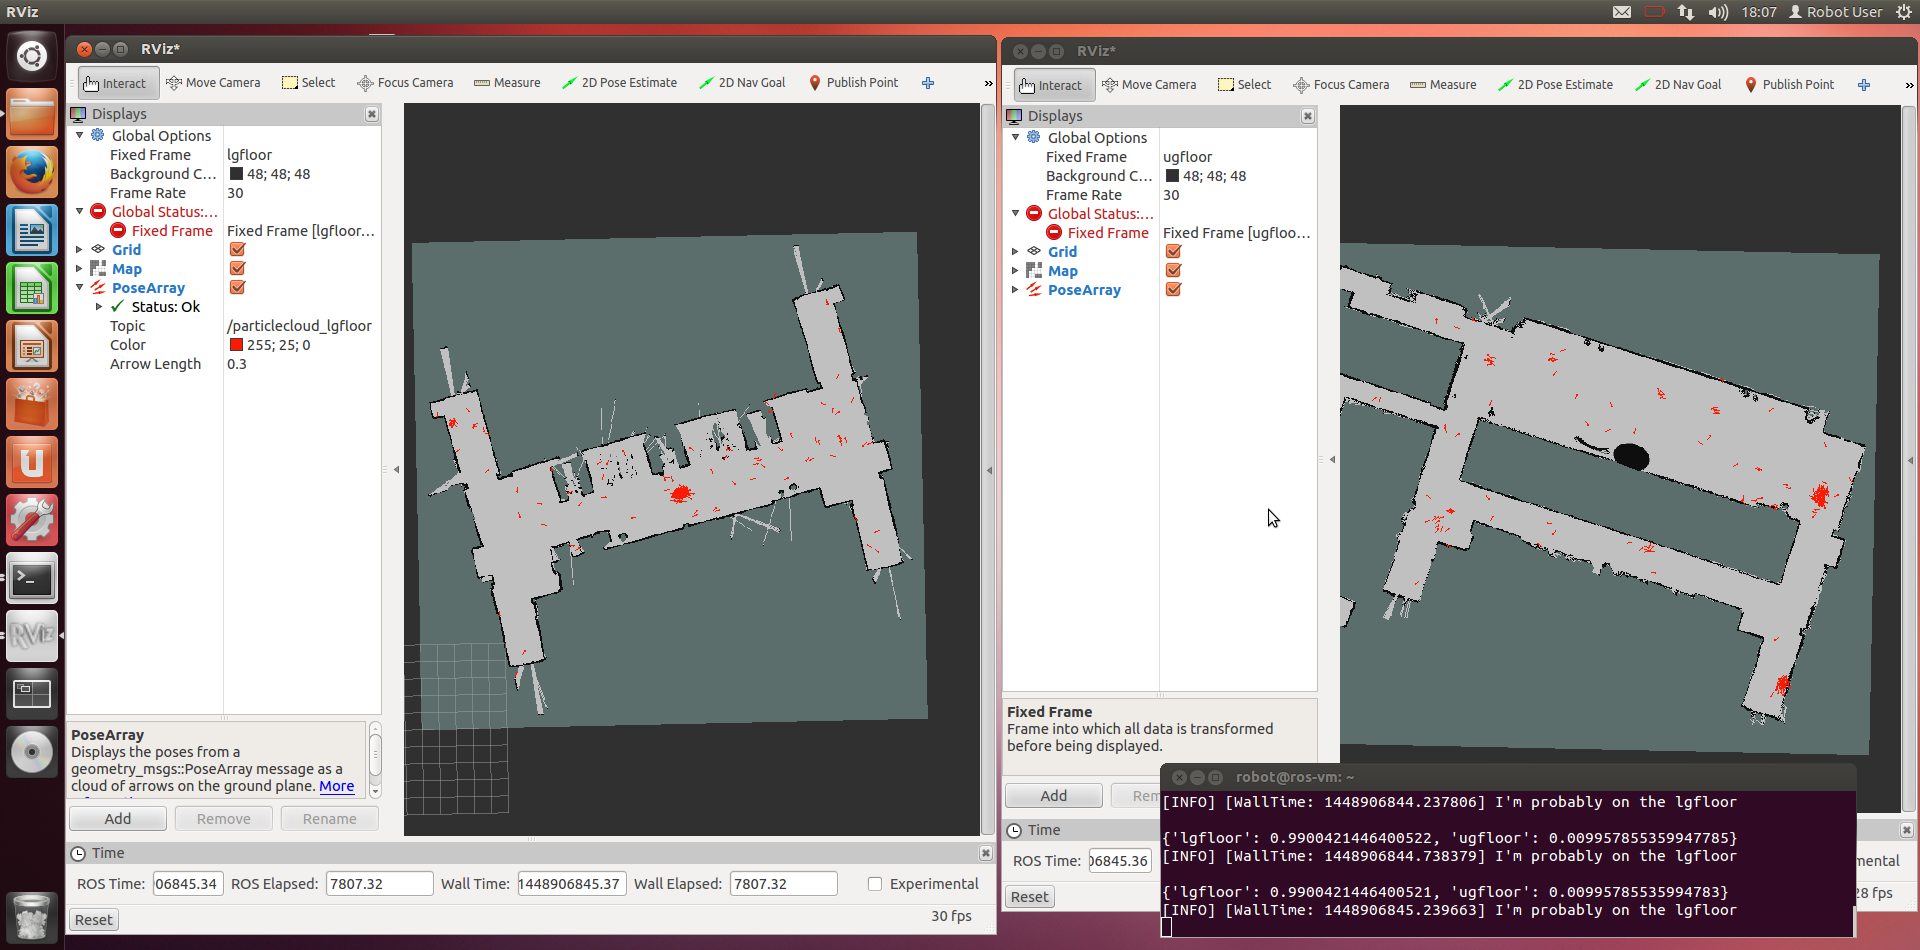 RViz
18:07 Robot User
RViz*
Interact Move Camera Select Focus Camera Measure 2D Pose Estimate 2D Nav Goal Publish Point »
Displays
Global Options
Fixed Frame lgfloor
Background C... 48; 48; 48
Frame Rate 30
Global Status:...
Fixed Frame Fixed Frame [lgfloor...
Grid
Map
PoseArray
Status: Ok
Topic /particlecloud_lgfloor
Color 255; 25; 0
Arrow Length 0.3
PoseArray
Displays the poses from a
geometry_msgs::PoseArray message as a
cloud of arrows on the ground plane. More
Add Remove Rename
Time
ROS Time: 06845.34 ROS Elapsed: 7807.32 Wall Time: 1448906845.37 Wall Elapsed: 7807.32 Experimental
Reset 30 fps
RViz*
Interact Move Camera Select Focus Camera Measure 2D Pose Estimate 2D Nav Goal Publish Point »
Displays
Global Options
Fixed Frame ugfloor
Background C... 48; 48; 48
Frame Rate 30
Global Status:...
Fixed Frame Fixed Frame [ugfloo...
Grid
Map
PoseArray
Fixed Frame
Frame into which all data is transformed
before being displayed.
Add Rem
Time
ROS Time: 06845.36 mental
Reset 28 fps
robot@ros-vm: ~
[INFO] [WallTime: 1448906844.237806] I'm probably on the lgfloor
{'lgfloor': 0.9900421446400522, 'ugfloor': 0.009957855359947785}
[INFO] [WallTime: 1448906844.738379] I'm probably on the lgfloor
{'lgfloor': 0.9900421446400521, 'ugfloor': 0.00995785535994783}
[INFO] [WallTime: 1448906845.239663] I'm probably on the lgfloor